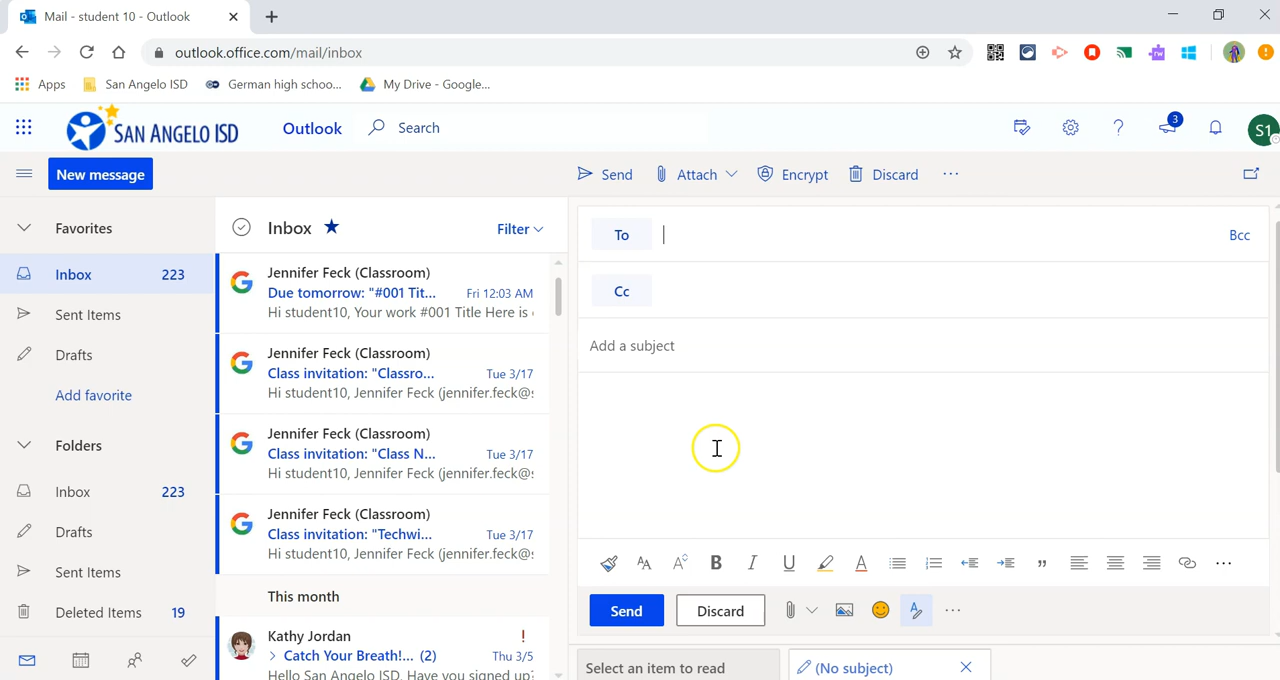 Mail - student 10 - Outlook
outlook.office.com/mail/inbox
Apps San Angelo ISD German high schoo... My Drive - Google...
SAN ANGELO ISD Outlook Search 3 S1
New message Send Attach Encrypt Discard ...
Favorites
Inbox 223
Sent Items
Drafts
Add favorite
Folders
Inbox 223
Drafts
Sent Items
Deleted Items 19
Inbox Filter
Jennifer Feck (Classroom)
Due tomorrow: "#001 Tit... Fri 12:03 AM
Hi student10, Your work #001 Title Here is
Jennifer Feck (Classroom)
Class invitation: "Classro... Tue 3/17
Hi student10, Jennifer Feck (jennifer.feck@
Jennifer Feck (Classroom)
Class invitation: "Class N... Tue 3/17
Hi student10, Jennifer Feck (jennifer.feck@
Jennifer Feck (Classroom)
Class invitation: "Techwi... Tue 3/17
Hi student10, Jennifer Feck (jennifer.feck@
This month
Kathy Jordan !
> Catch Your Breath!... (2) Thu 3/5
Hello San Angelo ISD, Have you signed up?
To Bcc
Cc
Add a subject
Send Discard
Select an item to read (No subject)